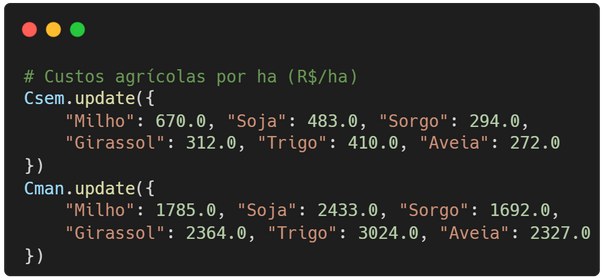 # Custos agrícolas por ha (R$/ha)
Csem.update({
    "Milho": 670.0, "Soja": 483.0, "Sorgo": 294.0,
    "Girassol": 312.0, "Trigo": 410.0, "Aveia": 272.0
})
Cman.update({
    "Milho": 1785.0, "Soja": 2433.0, "Sorgo": 1692.0,
    "Girassol": 2364.0, "Trigo": 3024.0, "Aveia": 2327.0
})